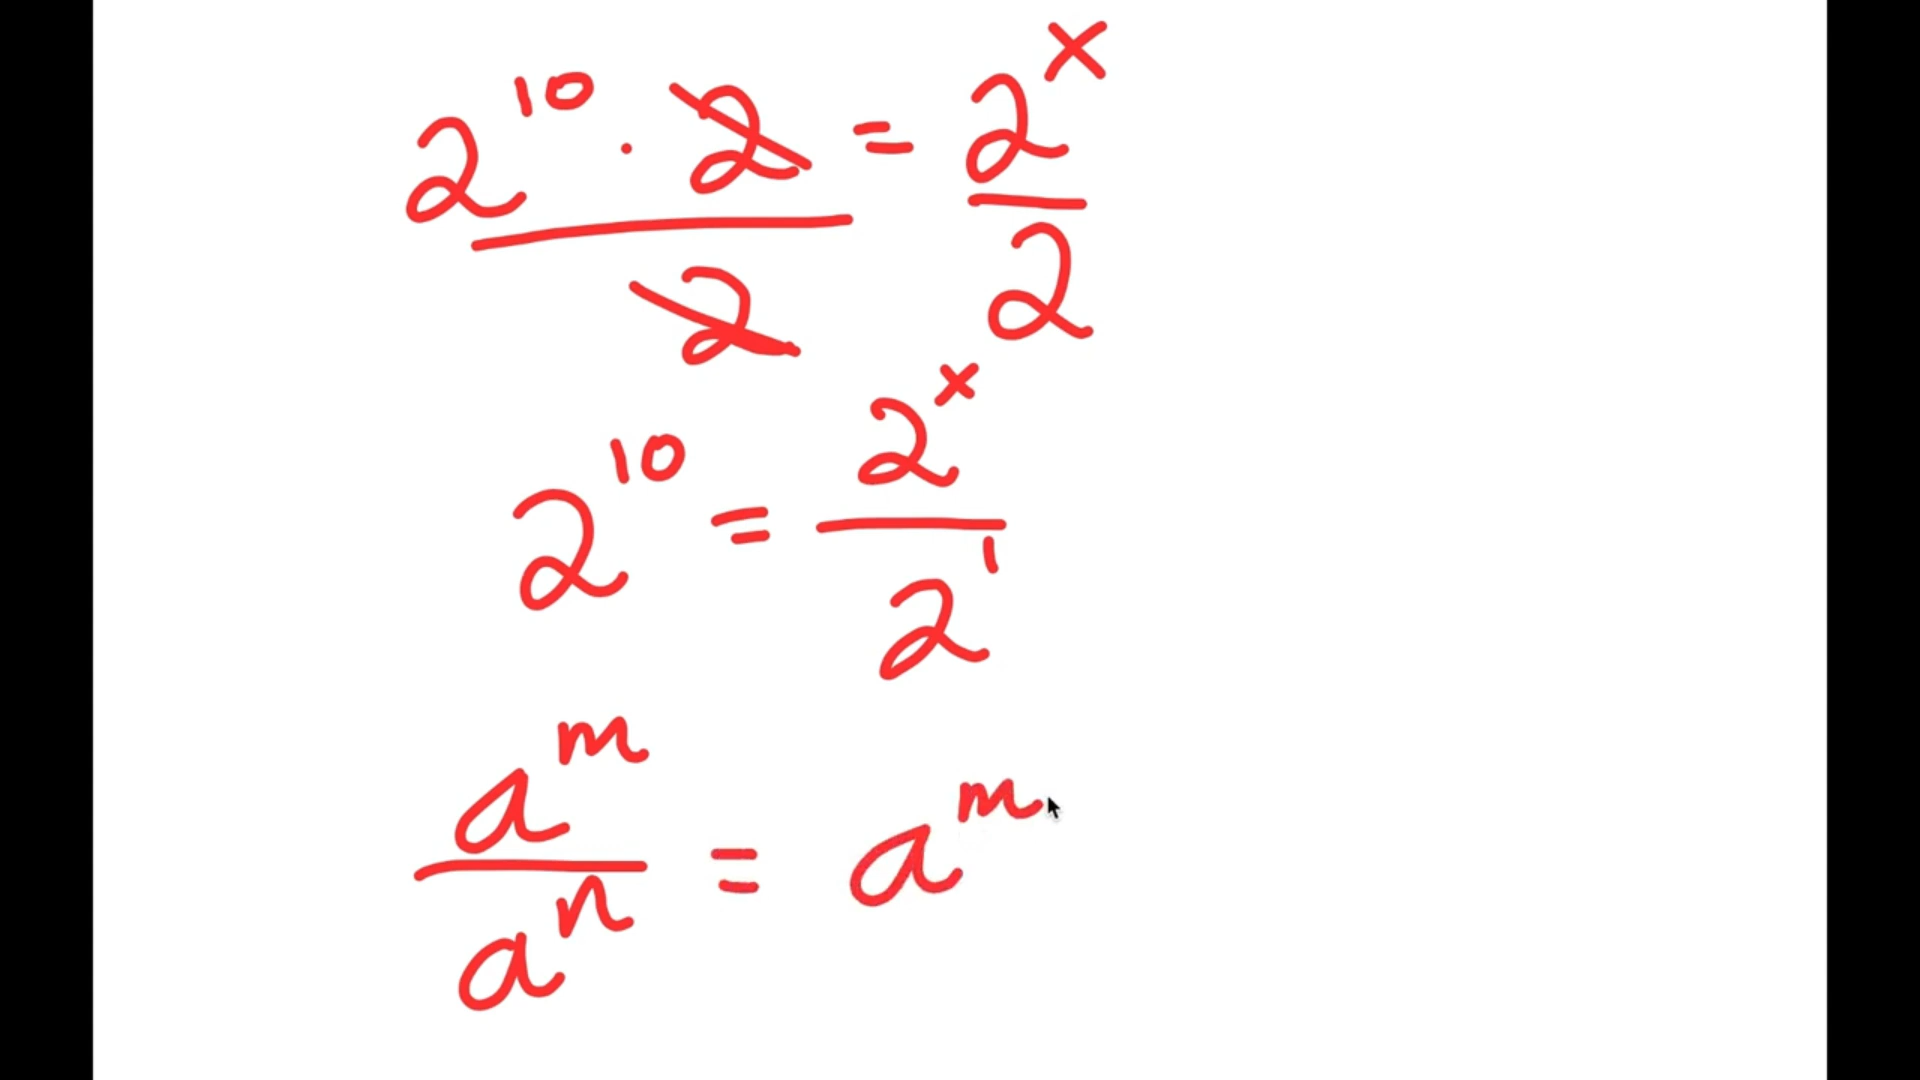 2^10 · 2 / 2 = 2^x / 2
2^10 = 2^x / 2^1
a^m / a^n = a^m